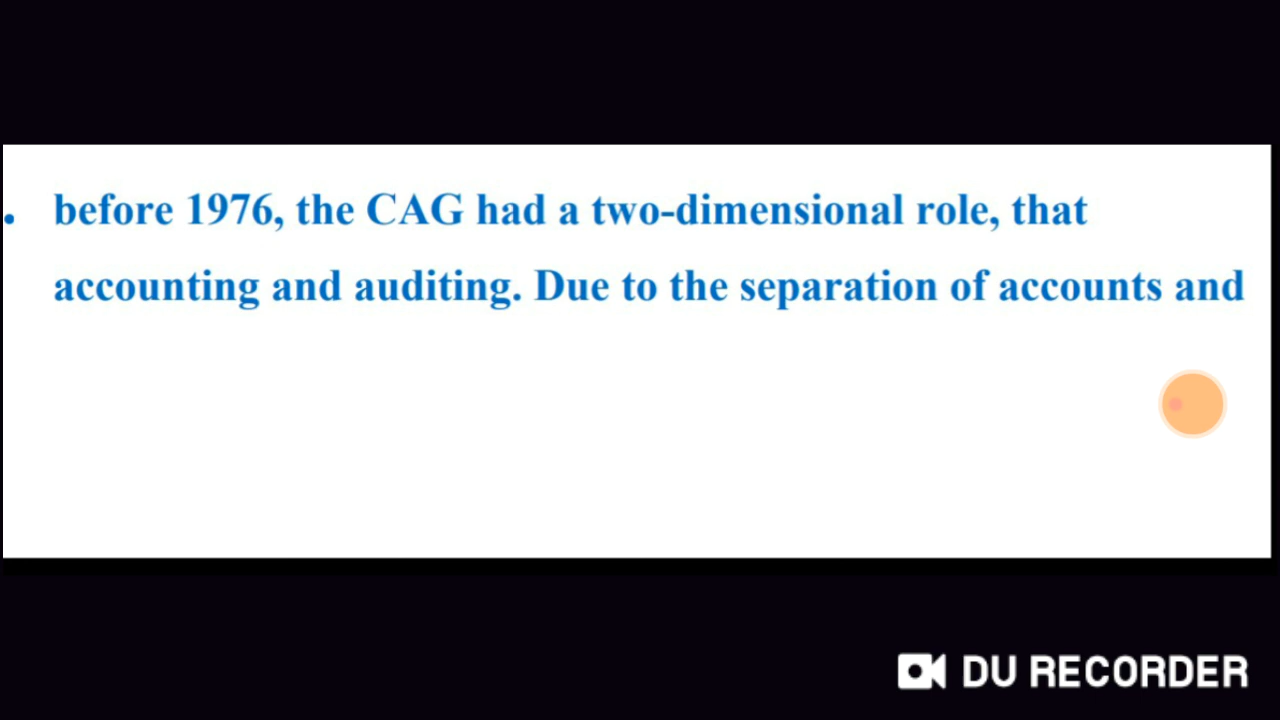 . before 1976, the CAG had a two-dimensional role, that
accounting and auditing. Due to the separation of accounts and
DU RECORDER